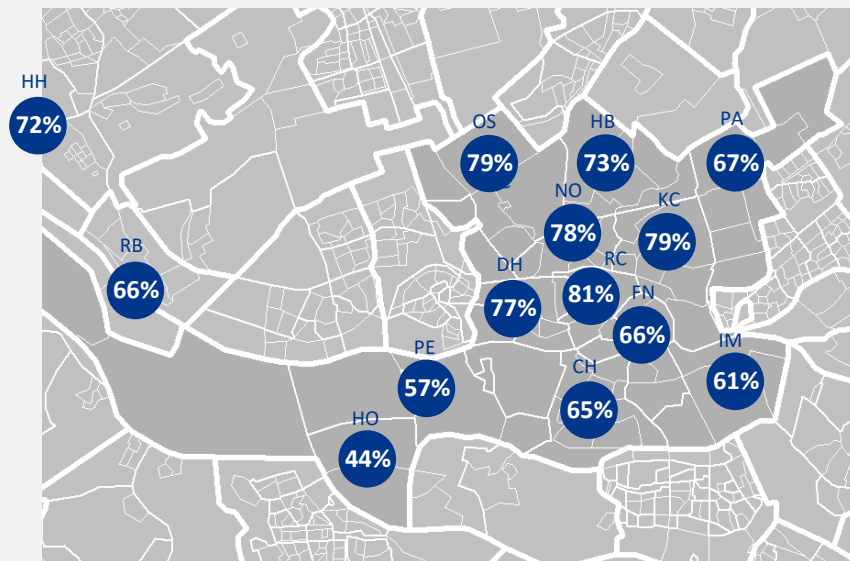 HH
72%
OS
79%
HB
73%
PA
67%
NO
78%
KC
79%
RB
66%
DH
77%
RC
81%
FN
66%
PE
57%
CH
65%
IM
61%
HO
44%